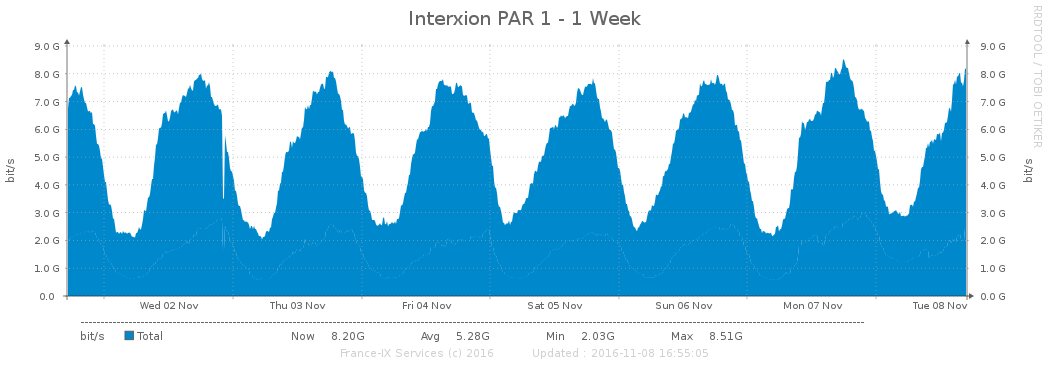 Interxion PAR 1 - 1 Week
RRDTOOL / TOBI OETIKER
9.0 G 9.0 G
8.0 G 8.0 G
7.0 G 7.0 G
6.0 G 6.0 G
5.0 G 5.0 G
4.0 G 4.0 G
3.0 G 3.0 G
2.0 G 2.0 G
1.0 G 1.0 G
0.0 0.0 G
bit/s bit/s
Wed 02 Nov Thu 03 Nov Fri 04 Nov Sat 05 Nov Sun 06 Nov Mon 07 Nov Tue 08 Nov
bit/s Total Now 8.20G Avg 5.28G Min 2.03G Max 8.51G
France-IX Services (c) 2016 Updated : 2016-11-08 16:55:05